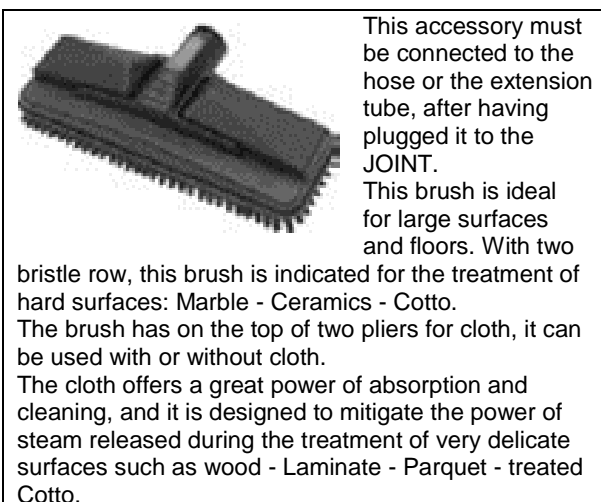 This accessory must
be connected to the
hose or the extension
tube, after having
plugged it to the
JOINT.
This brush is ideal
for large surfaces
and floors. With two
bristle row, this brush is indicated for the treatment of
hard surfaces: Marble - Ceramics - Cotto.
The brush has on the top of two pliers for cloth, it can
be used with or without cloth.
The cloth offers a great power of absorption and
cleaning, and it is designed to mitigate the power of
steam released during the treatment of very delicate
surfaces such as wood - Laminate - Parquet - treated
Cotto.